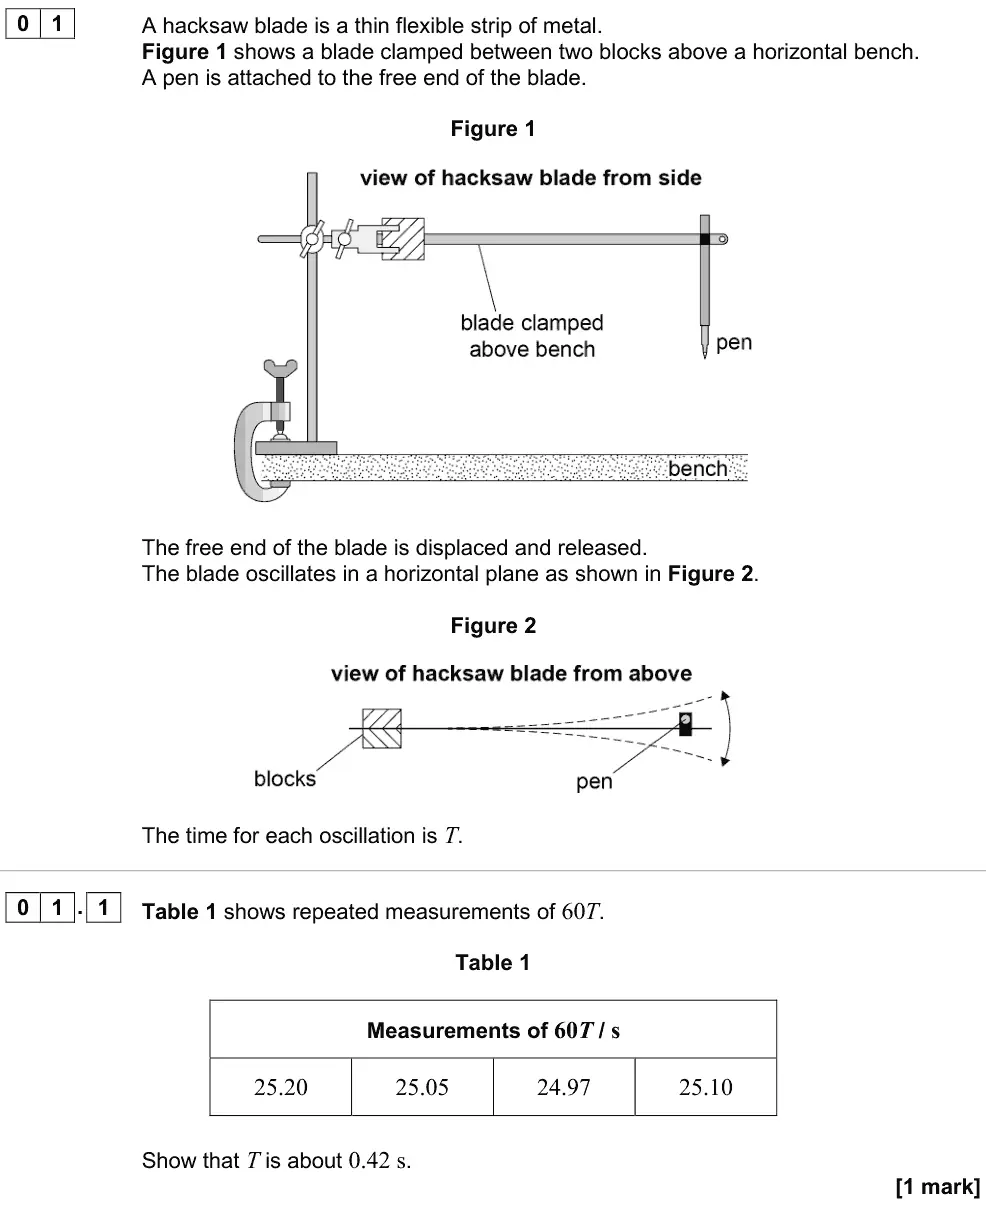 0 1
A hacksaw blade is a thin flexible strip of metal.
Figure 1 shows a blade clamped between two blocks above a horizontal bench.
A pen is attached to the free end of the blade.
Figure 1
view of hacksaw blade from side
blade clamped
above bench
pen
bench
The free end of the blade is displaced and released.
The blade oscillates in a horizontal plane as shown in Figure 2.
Figure 2
view of hacksaw blade from above
blocks
pen
The time for each oscillation is T.
0 1 . 1
Table 1 shows repeated measurements of 60T.
Table 1
Measurements of 60T / s
25.20 25.05 24.97 25.10
Show that T is about 0.42 s.
[1 mark]